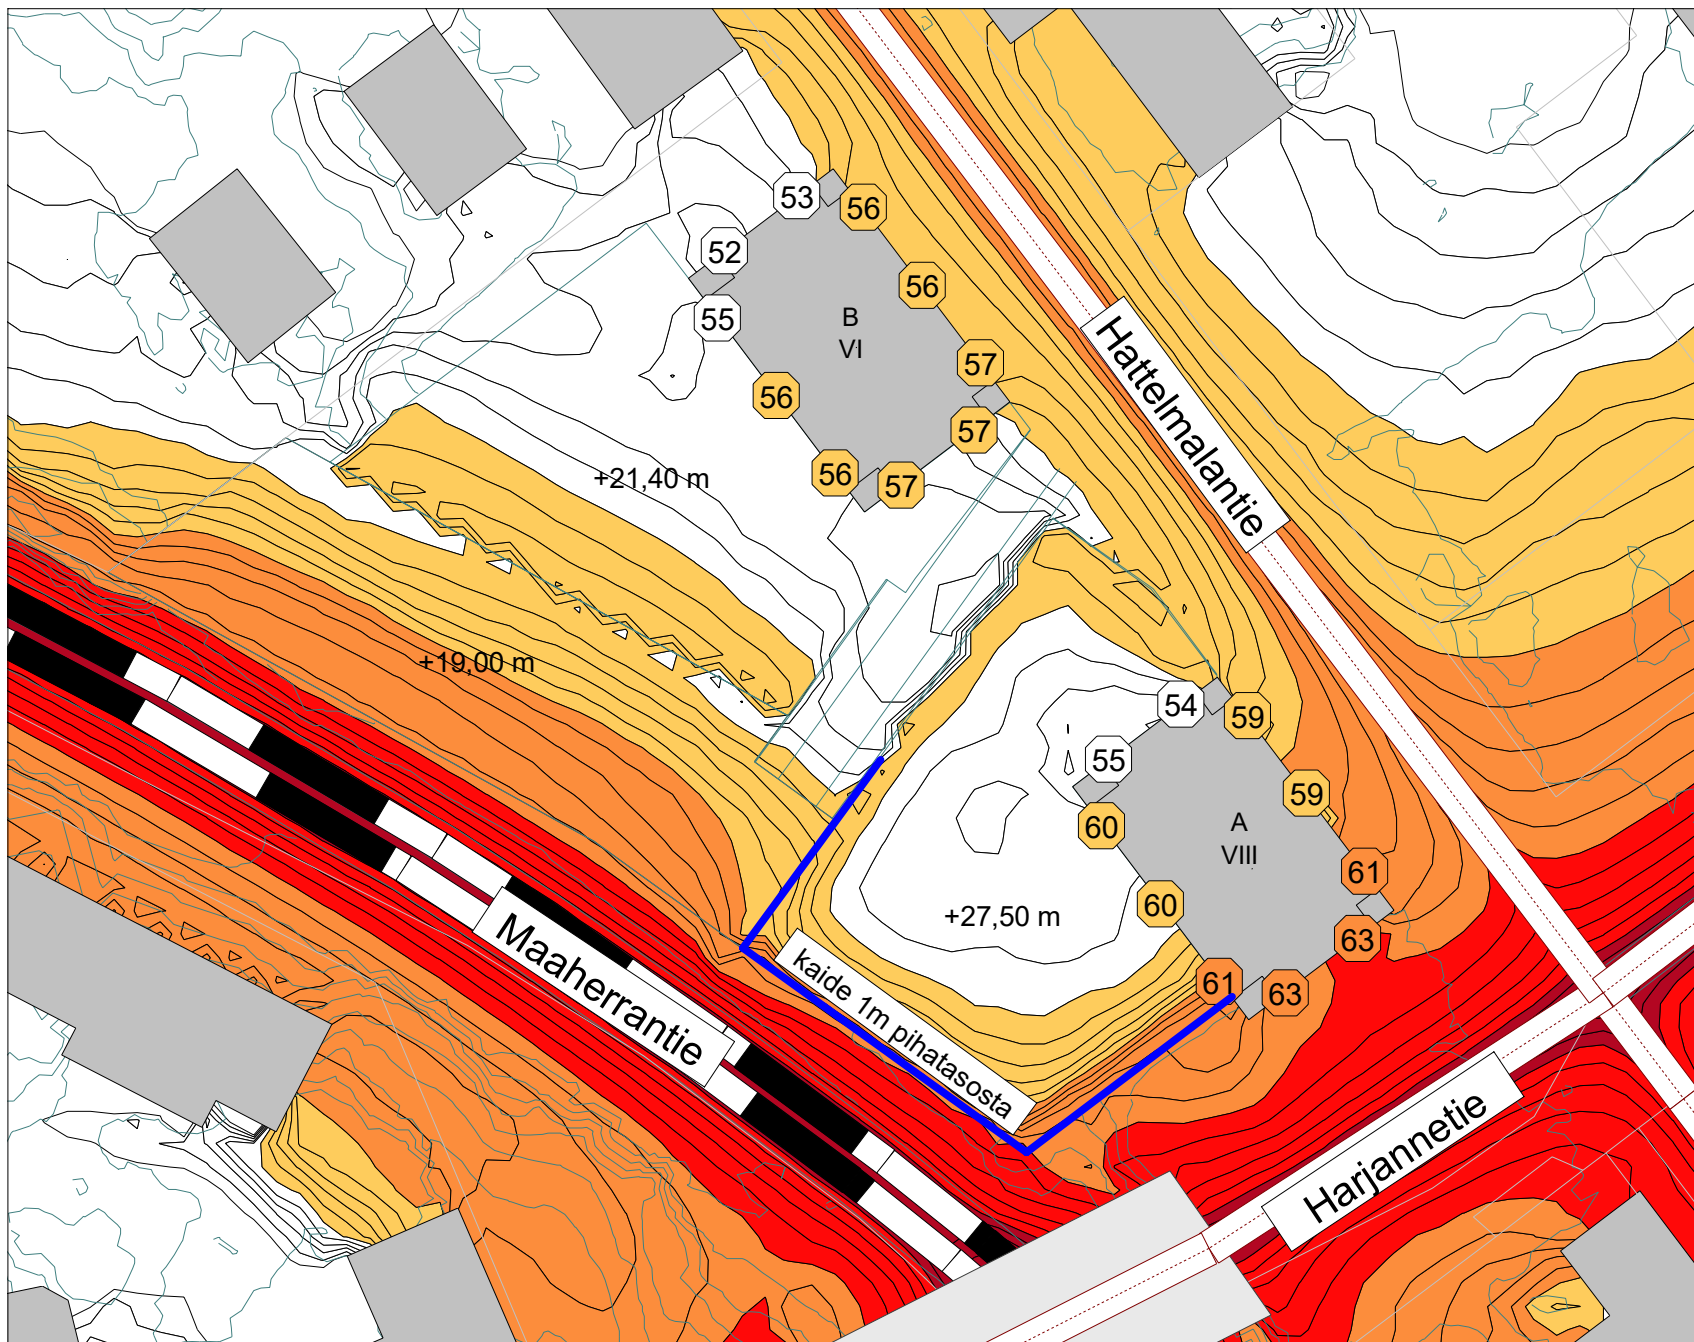 53
56
52
56
55
B
VI
57
56
57
56
57
+21,40 m
Hattelmalantie
+19,00 m
54
59
55
59
60
A
VIII
61
60
+27,50 m
63
61
63
Maaherrantie
kaide 1m pihatasosta
Harjannetie